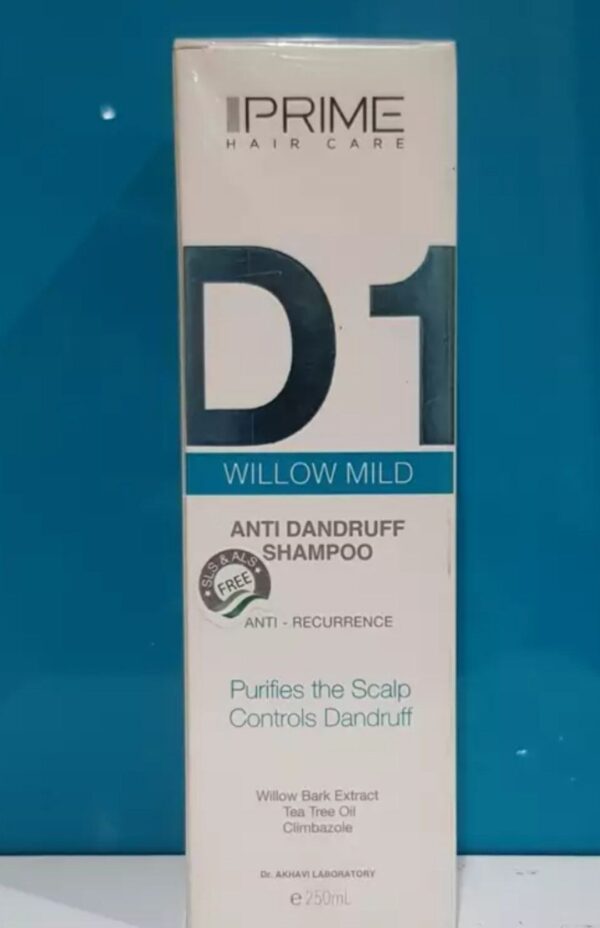 PRIME
HAIR CARE
D1
WILLOW MILD
ANTI DANDRUFF
SHAMPOO
SLS & ALS
FREE
ANTI - RECURRENCE
Purifies the Scalp
Controls Dandruff
Willow Bark Extract
Tea Tree Oil
Climbazole
Dr. AKHAVI LABORATORY
e 250mL